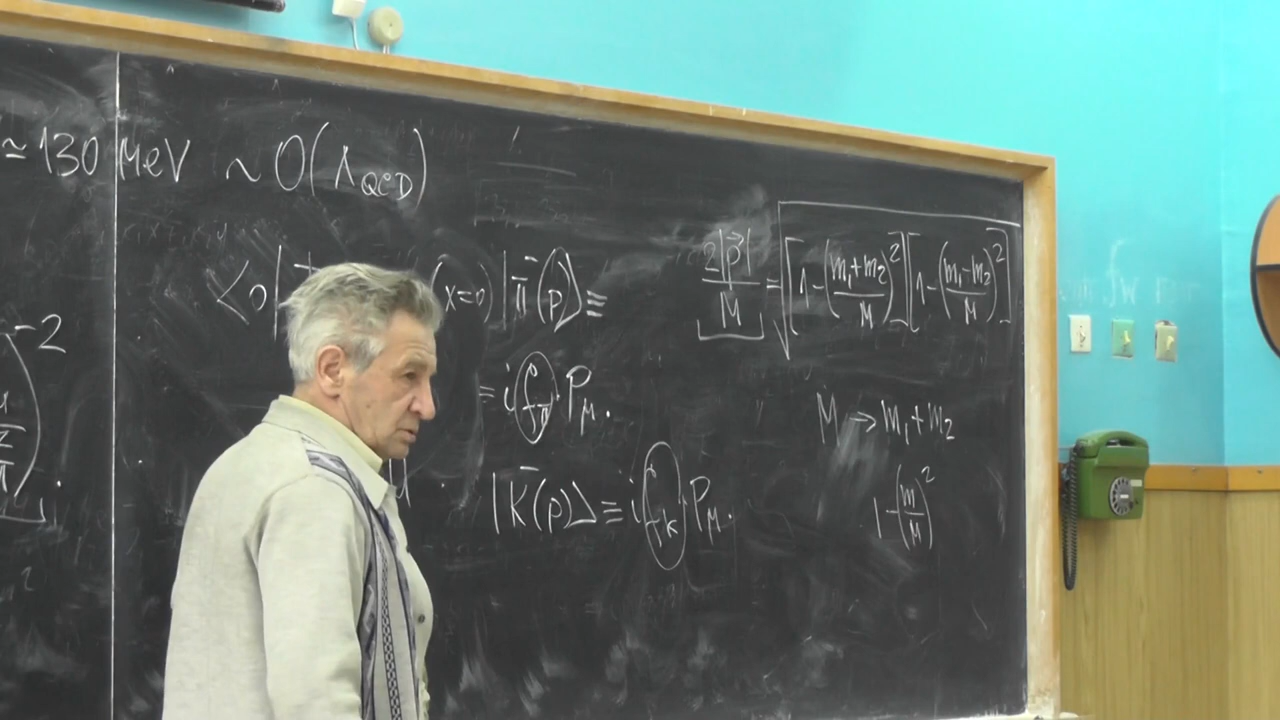 ≃ 130 MeV ~ O(Λ_QCD)
<0| (x=0)|π⁻(p)> ≡
= i f_π P_μ.
|K⁻(p)> ≡ i f_K P_μ.
2|p⃗|/M = √([1-((m₁+m₂)/M)²][1-((m₁-m₂)/M)²])
M → m₁+m₂
1-(m/M)²
)⁻²